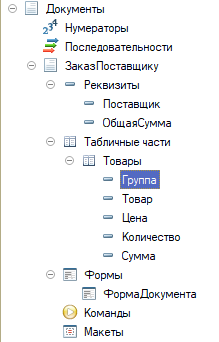 Документы
Нумераторы
Последовательности
ЗаказПоставщику
Реквизиты
Поставщик
ОбщаяСумма
Табличные части
Товары
Группа
Товар
Цена
Количество
Сумма
Формы
ФормаДокумента
Команды
Макеты